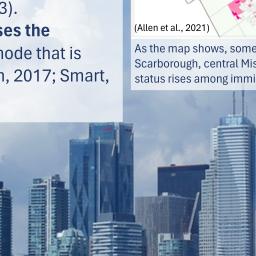 3).
ses the
node that is
n, 2017; Smart,
(Allen et al., 2021)
As the map shows, some
Scarborough, central Mis
status rises among immi